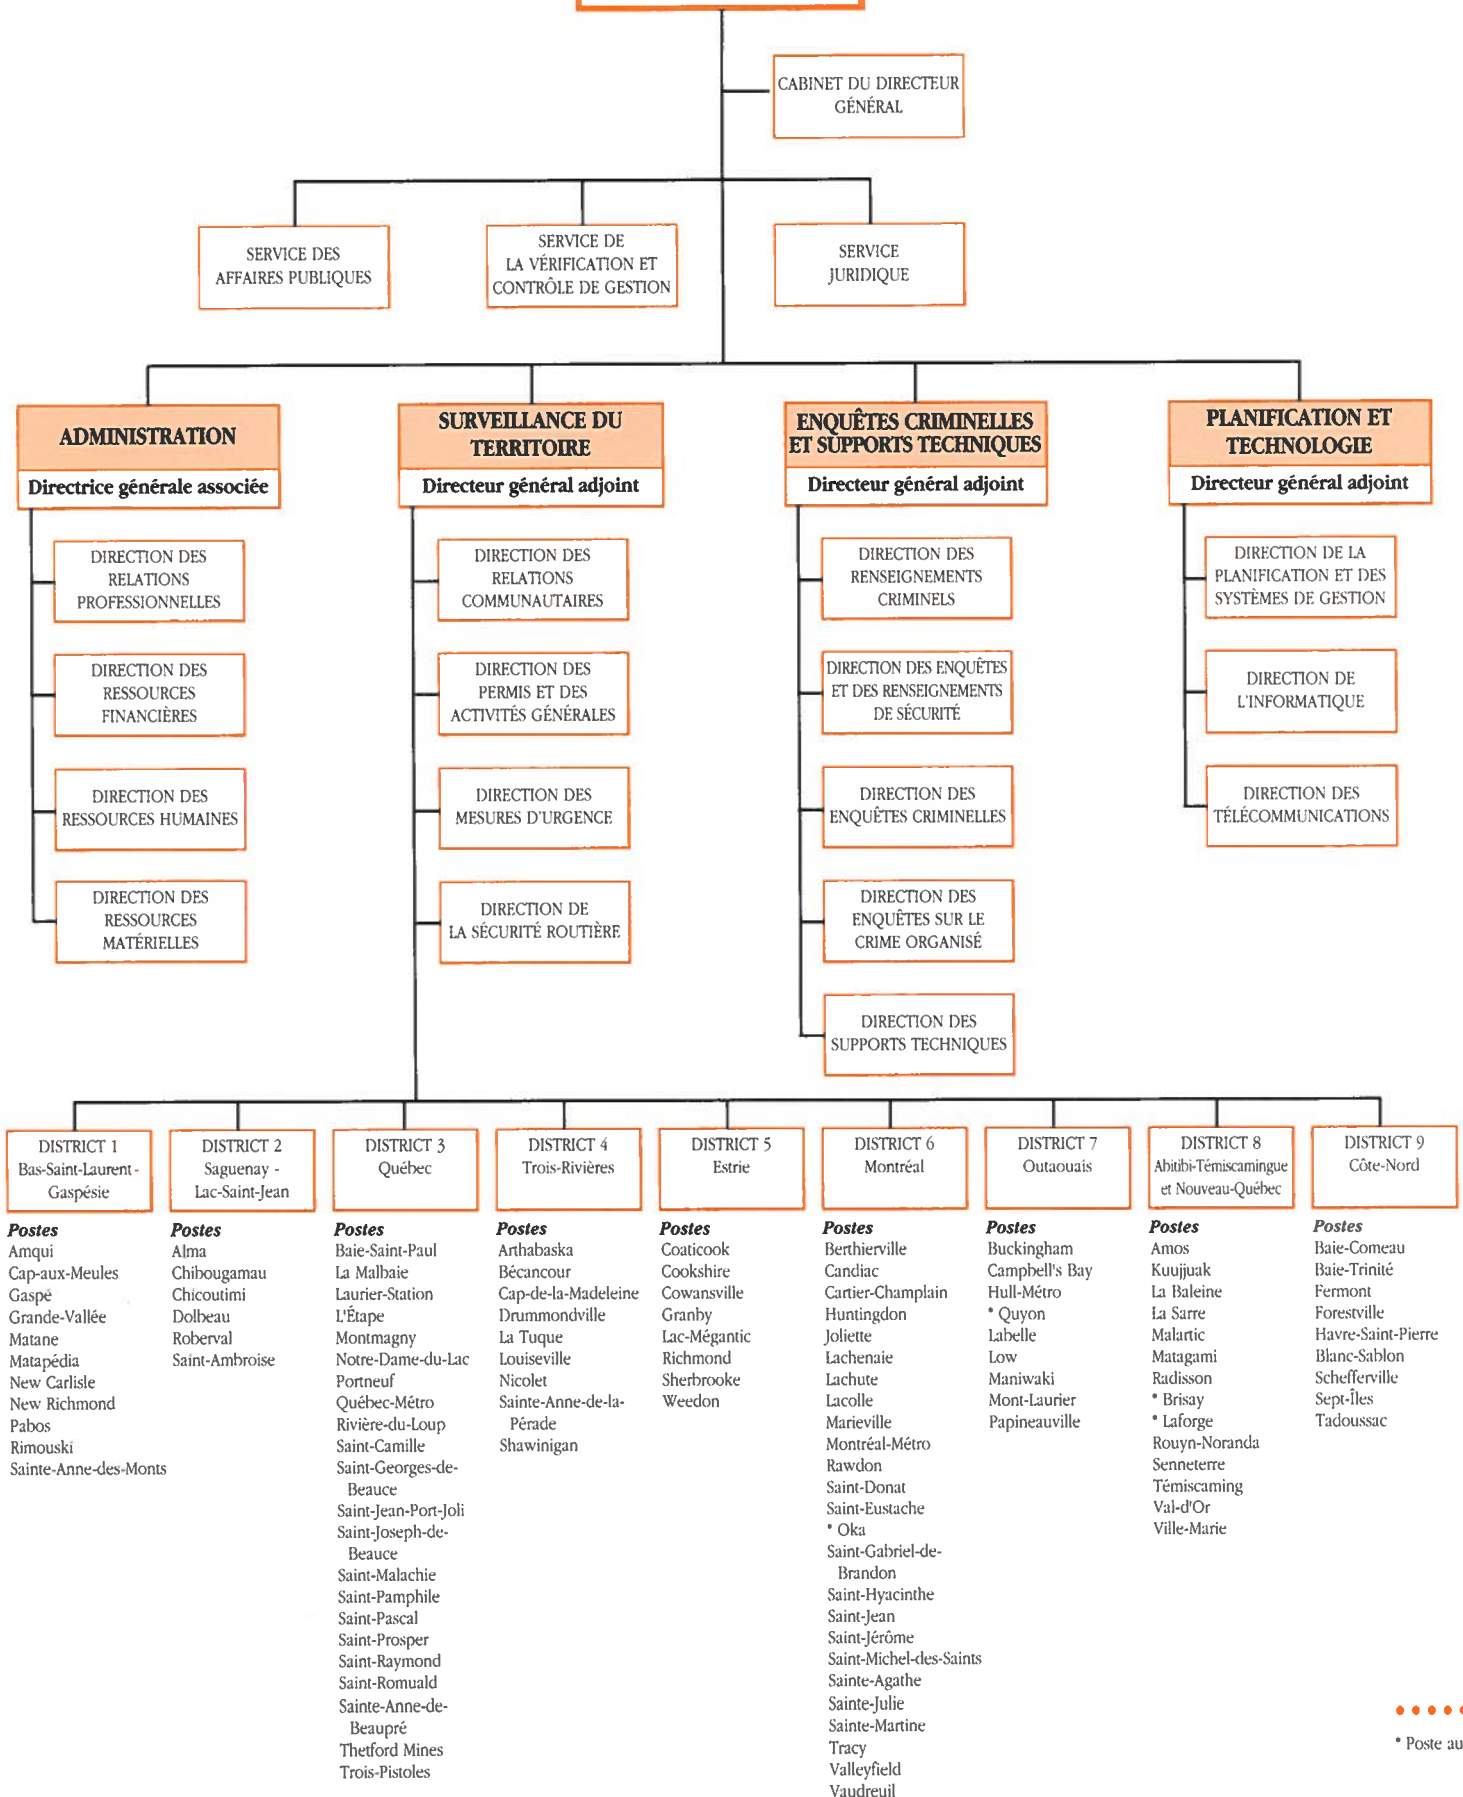 CABINET DU DIRECTEUR
GÉNÉRAL
SERVICE DES
AFFAIRES PUBLIQUES
SERVICE DE
LA VÉRIFICATION ET
CONTRÔLE DE GESTION
SERVICE
JURIDIQUE
ADMINISTRATION
Directrice générale associée
DIRECTION DES
RELATIONS
PROFESSIONNELLES
DIRECTION DES
RESSOURCES
FINANCIÈRES
DIRECTION DES
RESSOURCES HUMAINES
DIRECTION DES
RESSOURCES
MATÉRIELLES
SURVEILLANCE DU
TERRITOIRE
Directeur général adjoint
DIRECTION DES
RELATIONS
COMMUNAUTAIRES
DIRECTION DES
PERMIS ET DES
ACTIVITÉS GÉNÉRALES
DIRECTION DES
MESURES D'URGENCE
DIRECTION DE
LA SÉCURITÉ ROUTIÈRE
ENQUÊTES CRIMINELLES
ET SUPPORTS TECHNIQUES
Directeur général adjoint
DIRECTION DES
RENSEIGNEMENTS
CRIMINELS
DIRECTION DES ENQUÊTES
ET DES RENSEIGNEMENTS
DE SÉCURITÉ
DIRECTION DES
ENQUÊTES CRIMINELLES
DIRECTION DES
ENQUÊTES SUR LE
CRIME ORGANISÉ
DIRECTION DES
SUPPORTS TECHNIQUES
PLANIFICATION ET
TECHNOLOGIE
Directeur général adjoint
DIRECTION DE LA
PLANIFICATION ET DES
SYSTÈMES DE GESTION
DIRECTION DE
L'INFORMATIQUE
DIRECTION DES
TÉLÉCOMMUNICATIONS
DISTRICT 1
Bas-Saint-Laurent-
Gaspésie
Postes
Amqui
Cap-aux-Meules
Gaspé
Grande-Vallée
Matane
Matapédia
New Carlisle
New Richmond
Pabos
Rimouski
Sainte-Anne-des-Monts
DISTRICT 2
Saguenay -
Lac-Saint-Jean
Postes
Alma
Chibougamau
Chicoutimi
Dolbeau
Roberval
Saint-Ambroise
DISTRICT 3
Québec
Postes
Baie-Saint-Paul
La Malbaie
Laurier-Station
L'Étape
Montmagny
Notre-Dame-du-Lac
Portneuf
Québec-Métro
Rivière-du-Loup
Saint-Camille
Saint-Georges-de-
Beauce
Saint-Jean-Port-Joli
Saint-Joseph-de-
Beauce
Saint-Malachie
Saint-Pamphile
Saint-Pascal
Saint-Prosper
Saint-Raymond
Saint-Romuald
Sainte-Anne-de-
Beaupré
Thetford Mines
Trois-Pistoles
DISTRICT 4
Trois-Rivières
Postes
Arthabaska
Bécancour
Cap-de-la-Madeleine
Drummondville
La Tuque
Louiseville
Nicolet
Sainte-Anne-de-la-
Pérade
Shawinigan
DISTRICT 5
Estrie
Postes
Coaticook
Cookshire
Cowansville
Granby
Lac-Mégantic
Richmond
Sherbrooke
Weedon
DISTRICT 6
Montréal
Postes
Berthierville
Candiac
Cartier-Champlain
Huntingdon
Joliette
Lachenaie
Lachute
Lacolle
Marieville
Montréal-Métro
Rawdon
Saint-Donat
Saint-Eustache
* Oka
Saint-Gabriel-de-
Brandon
Saint-Hyacinthe
Saint-Jean
Saint-Jérôme
Saint-Michel-des-Saints
Sainte-Agathe
Sainte-Julie
Sainte-Martine
Tracy
Valleyfield
Vaudreuil
DISTRICT 7
Outaouais
Postes
Buckingham
Campbell's Bay
Hull-Métro
* Quyon
Labelle
Low
Maniwaki
Mont-Laurier
Papineauville
DISTRICT 8
Abitibi-Témiscamingue
et Nouveau-Québec
Postes
Amos
Kuujjuak
La Baleine
La Sarre
Malartic
Matagami
Radisson
* Brisay
* Laforge
Rouyn-Noranda
Senneterre
Témiscaming
Val-d'Or
Ville-Marie
DISTRICT 9
Côte-Nord
Postes
Baie-Comeau
Baie-Trinité
Fermont
Forestville
Havre-Saint-Pierre
Blanc-Sablon
Schefferville
Sept-Îles
Tadoussac
* Poste au